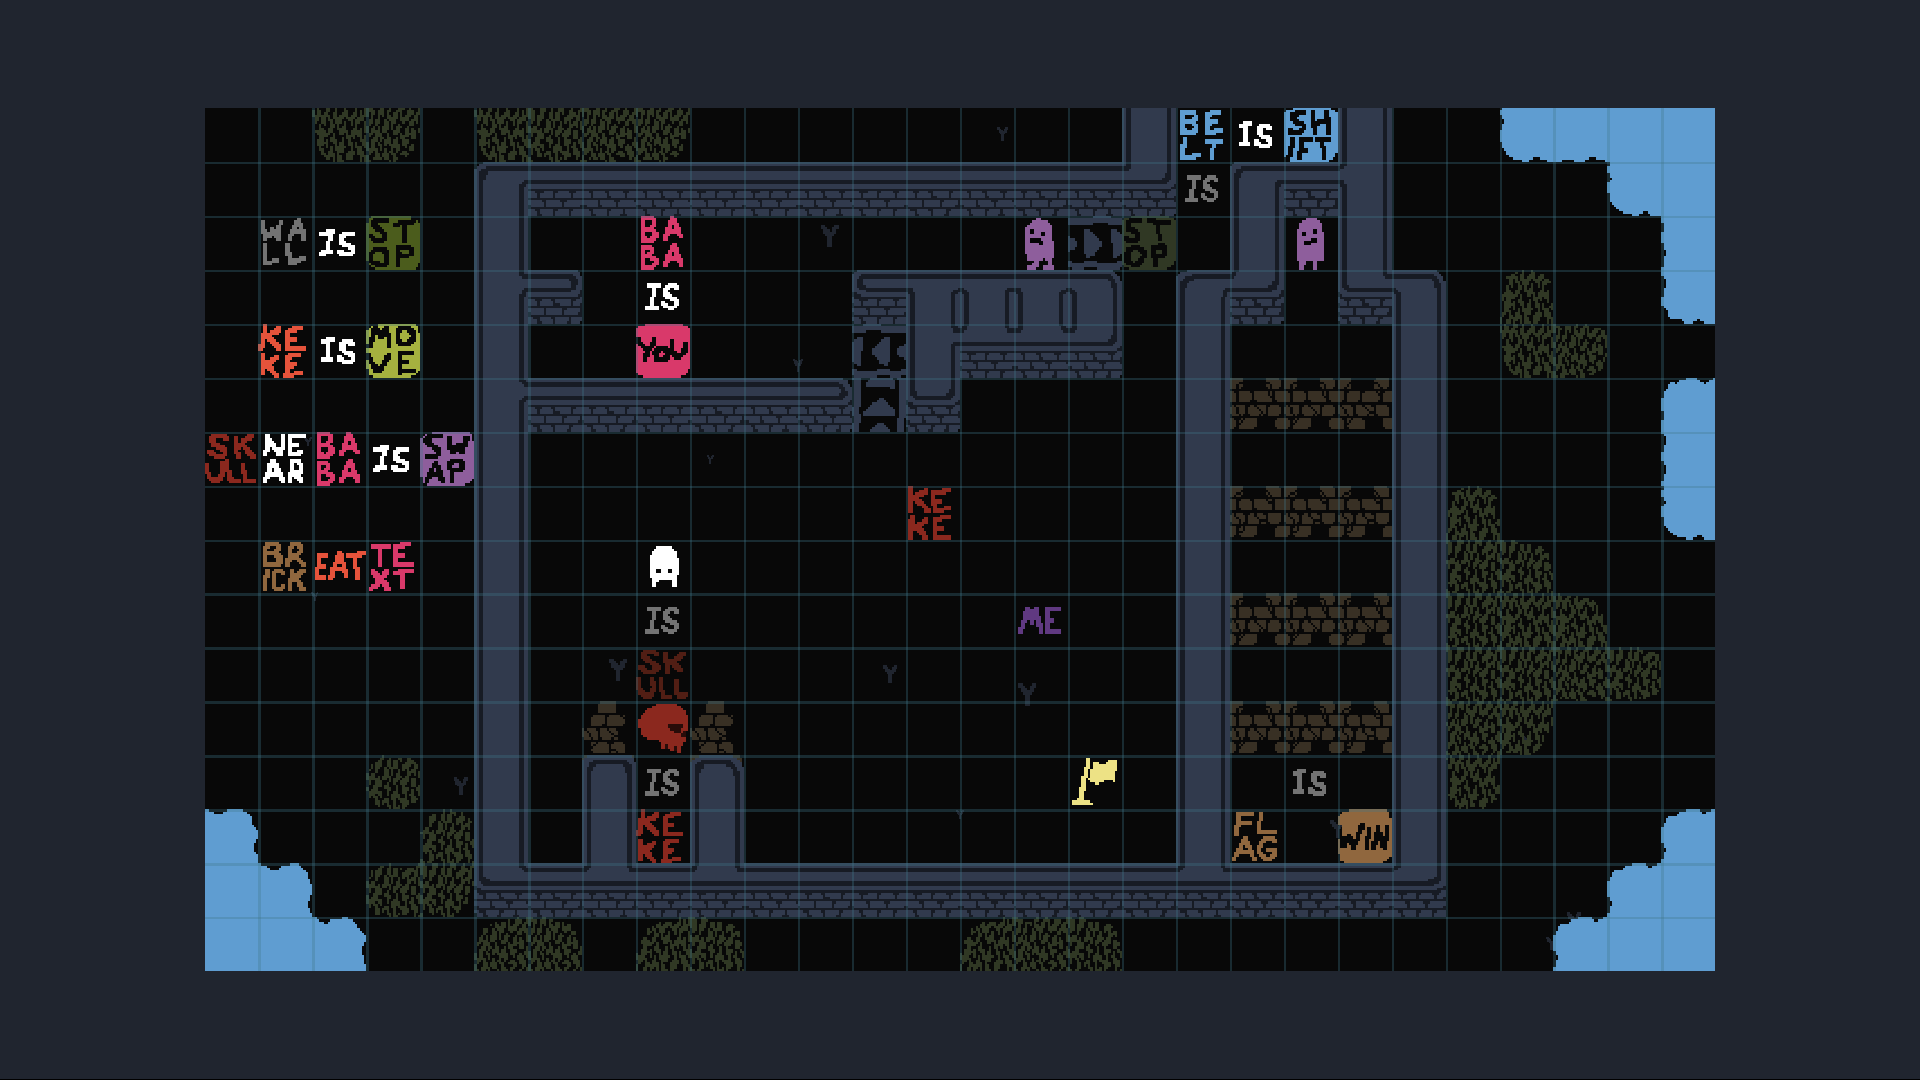 BELT IS SHIFT
IS
WALL IS STOP
BABA
STOP
IS
KEKE IS MOVE
YOU
SKULL NEAR BABA IS SWAP
KEKE
BRICK EAT TEXT
IS
ME
SKULL
IS
IS
KEKE
FLAG
WIN